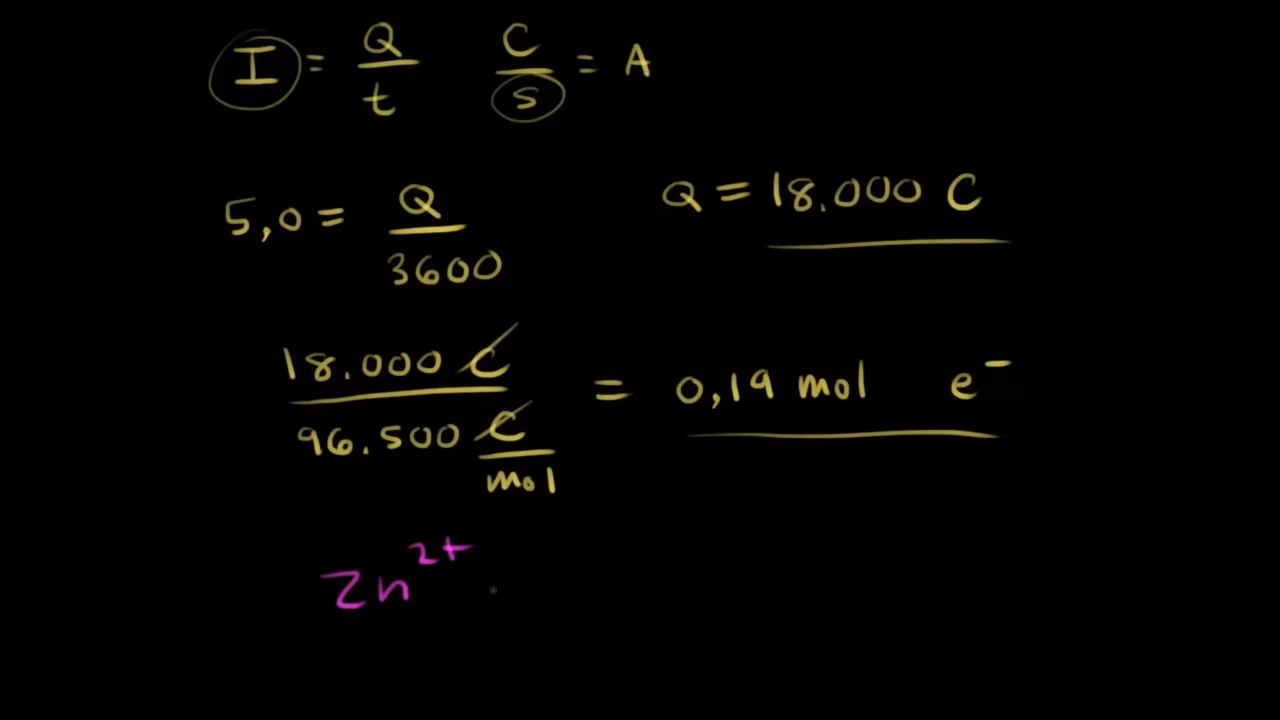 I = Q/t C/s = A
5,0 = Q/3600 Q = 18.000 C
18.000 C / 96.500 C/mol = 0,19 mol e⁻
Zn²⁺